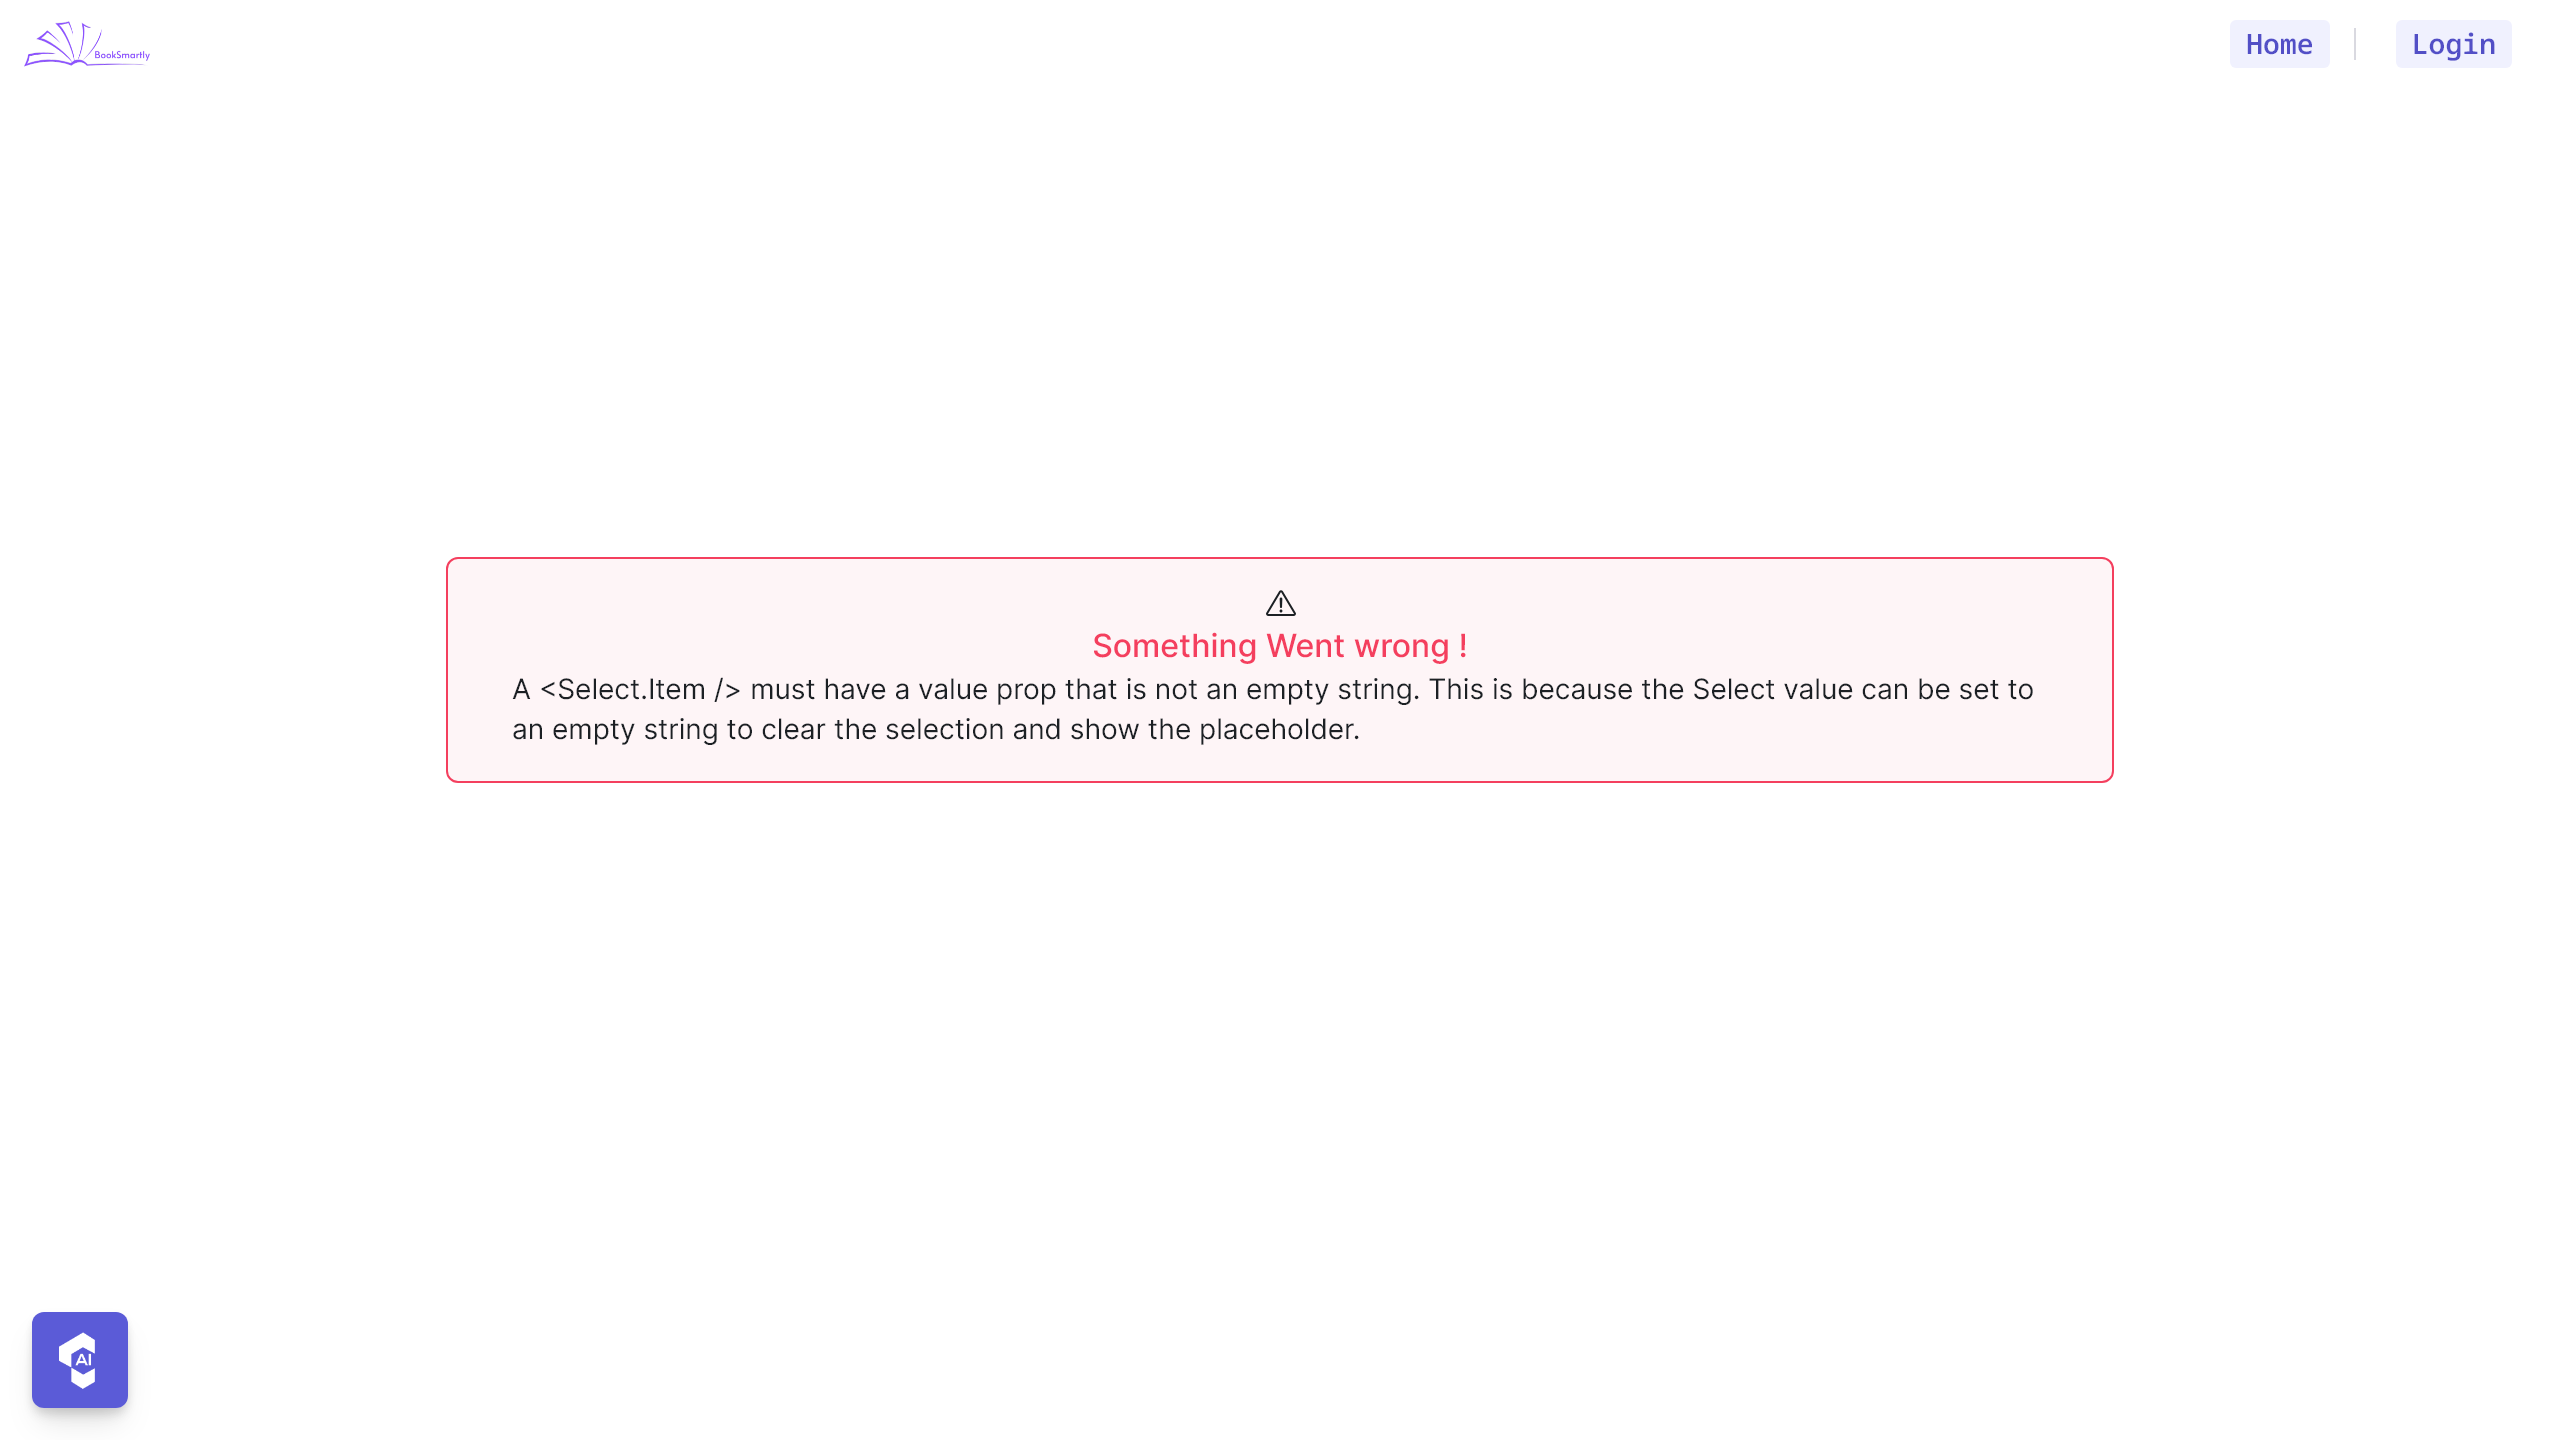 BookSmartly
Home
Login
Something Went wrong !
A <Select.Item /> must have a value prop that is not an empty string. This is because the Select value can be set to
an empty string to clear the selection and show the placeholder.
AI